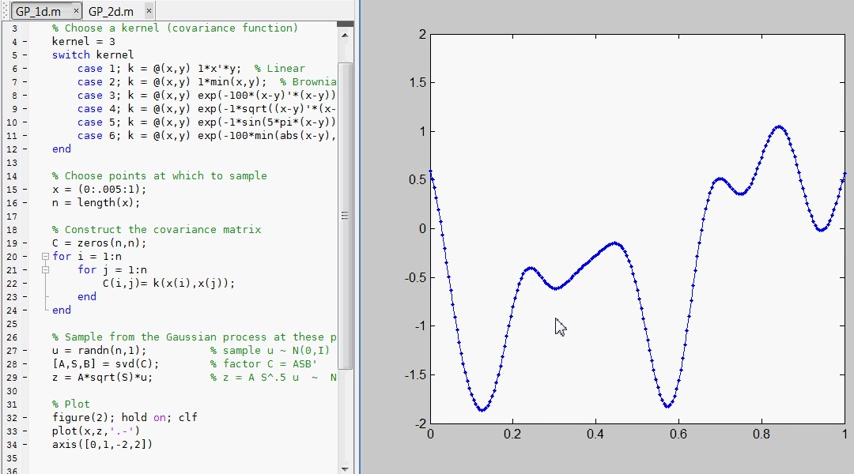 GP_1d.m × GP_2d.m ×
3 % Choose a kernel (covariance function)
4 - kernel = 3
5 - switch kernel
6 - case 1; k = @(x,y) 1*x'*y; % Linear
7 - case 2; k = @(x,y) 1*min(x,y); % Brownia
8 - case 3; k = @(x,y) exp(-100*(x-y)'*(x-y))
9 - case 4; k = @(x,y) exp(-1*sqrt((x-y)'*(x-
10 - case 5; k = @(x,y) exp(-1*sin(5*pi*(x-y))
11 - case 6; k = @(x,y) exp(-100*min(abs(x-y),
12 - end
13
14 % Choose points at which to sample
15 - x = (0:.005:1);
16 - n = length(x);
17
18 % Construct the covariance matrix
19 - C = zeros(n,n);
20 - for i = 1:n
21 - for j = 1:n
22 - C(i,j)= k(x(i),x(j));
23 - end
24 - end
25
26 % Sample from the Gaussian process at these p
27 - u = randn(n,1); % sample u ~ N(0,I)
28 - [A,S,B] = svd(C); % factor C = ASB'
29 - z = A*sqrt(S)*u; % z = A S^.5 u ~ N
30
31 % Plot
32 - figure(2); hold on; clf
33 - plot(x,z,'.-')
34 - axis([0,1,-2,2])
35
36
2
1.5
1
0.5
0
-0.5
-1
-1.5
-2
0 0.2 0.4 0.6 0.8 1